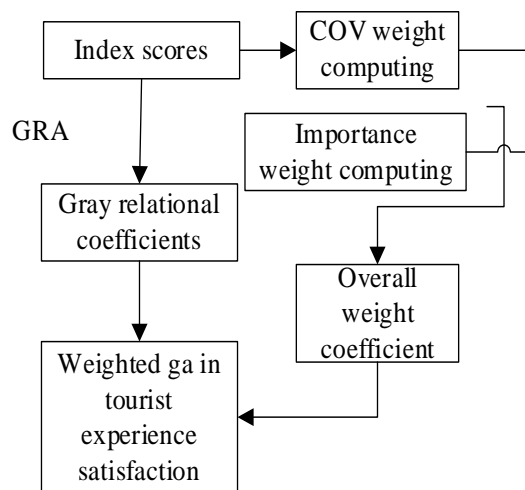 Index scores
COV weight
computing
GRA
Importance
weight computing
Gray relational
coefficients
Overall
weight
coefficient
Weighted ga in
tourist
experience
satisfaction